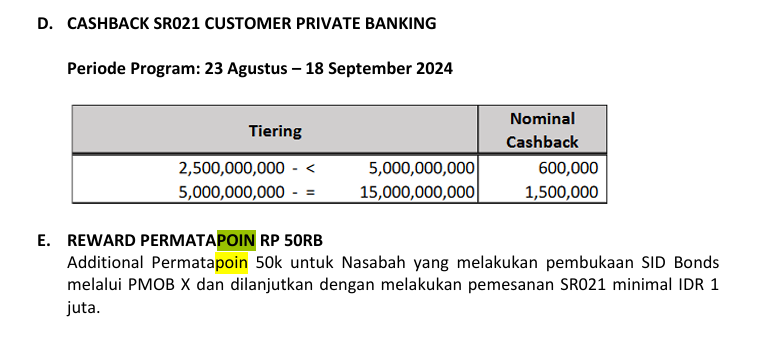 D. CASHBACK SR021 CUSTOMER PRIVATE BANKING
Periode Program: 23 Agustus – 18 September 2024
Tiering Nominal Cashback
2,500,000,000 - < 5,000,000,000 600,000
5,000,000,000 - = 15,000,000,000 1,500,000
E. REWARD PERMATAPOIN RP 50RB
Additional Permatapoin 50k untuk Nasabah yang melakukan pembukaan SID Bonds
melalui PMOB X dan dilanjutkan dengan melakukan pemesanan SR021 minimal IDR 1
juta.